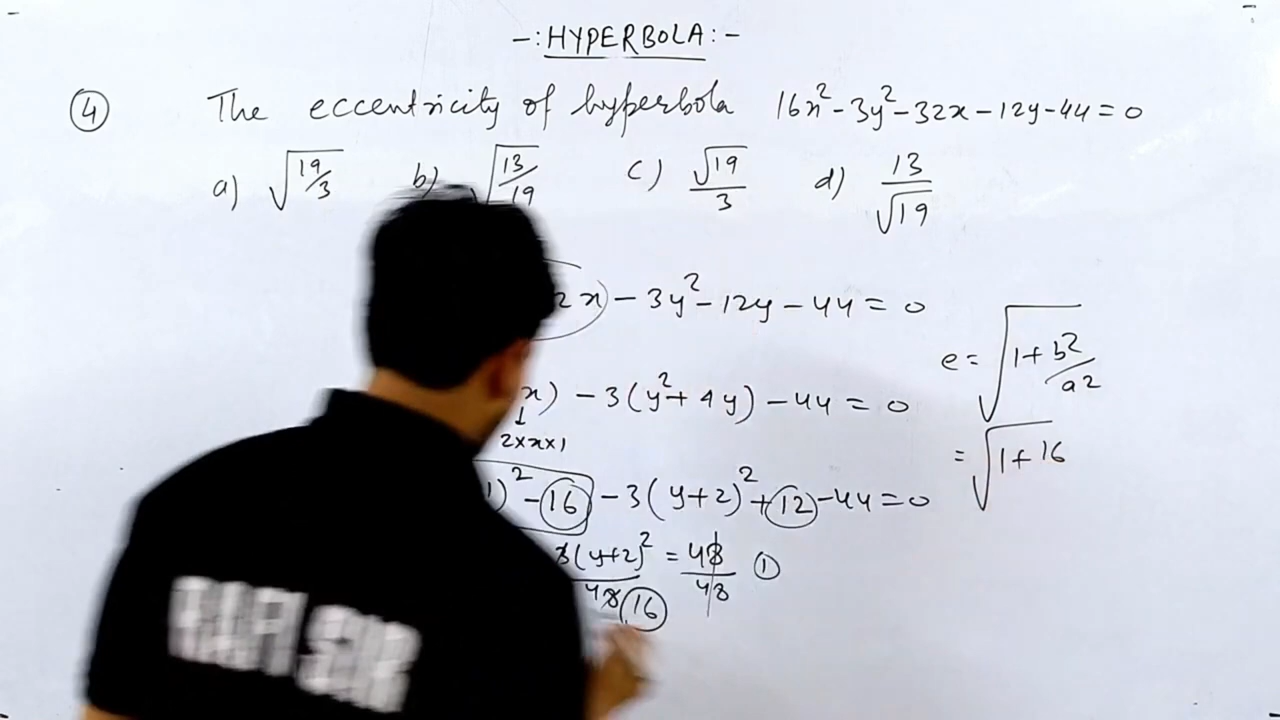 -: HYPERBOLA :-
④ The eccentricity of hyperbola 16x² - 3y² - 32x - 12y - 44 = 0
a) √(19/3) b) √(13/19) c) √19/3 d) 13/√19
2x) - 3y² - 12y - 44 = 0
e = √(1 + b²/a²)
x) - 3(y² + 4y) - 44 = 0
2×x×1
= √(1 + 16
1)² - 16 - 3(y+2)² + 12 - 44 = 0
3(y+2)²/48 = 48/48 ①
16
RAFI SIR